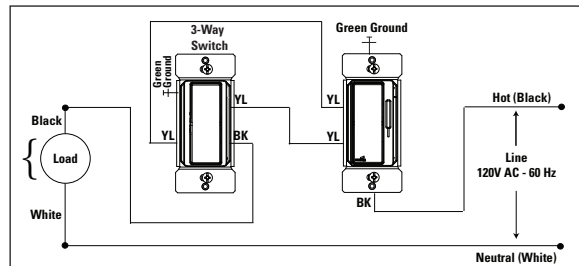 3-Way
Switch
Green Ground
Green
Ground
YL
YL
Black
YL
BK
YL
Hot (Black)
Load
Line
120V AC - 60 Hz
BK
White
Neutral (White)